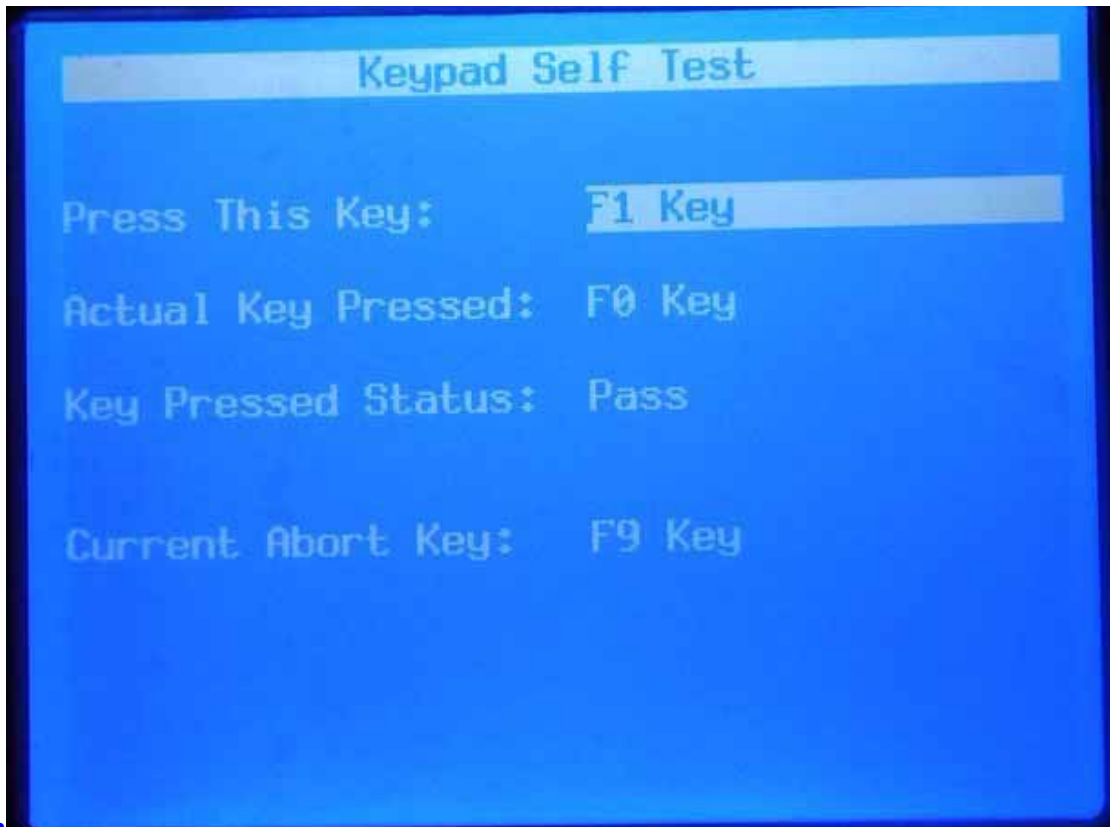 Keypad Self Test
Press This Key: F1 Key
Actual Key Pressed: F0 Key
Key Pressed Status: Pass
Current Abort Key: F9 Key